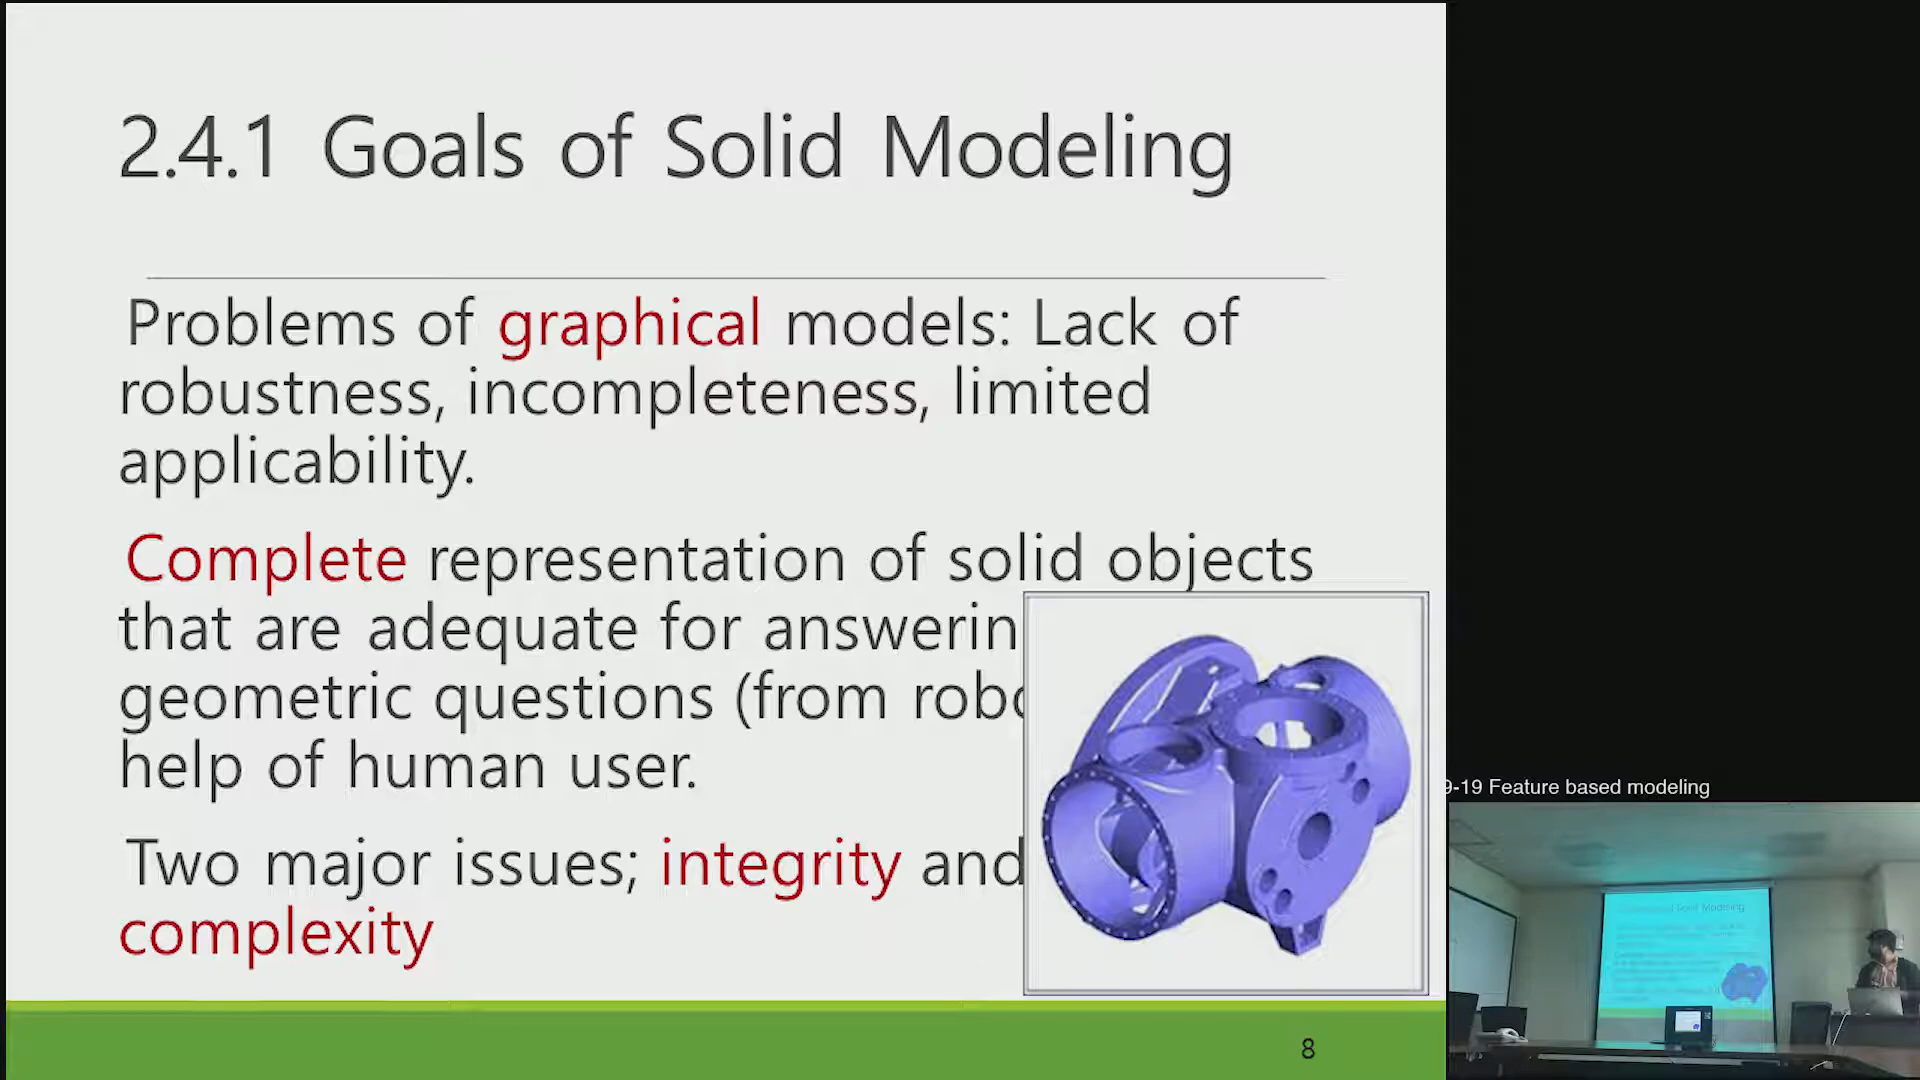 2.4.1 Goals of Solid Modeling
Problems of graphical models: Lack of
robustness, incompleteness, limited
applicability.
Complete representation of solid objects
that are adequate for answerin
geometric questions (from robo
help of human user.
Two major issues; integrity and
complexity
8
9-19 Feature based modeling
Solid Modeling